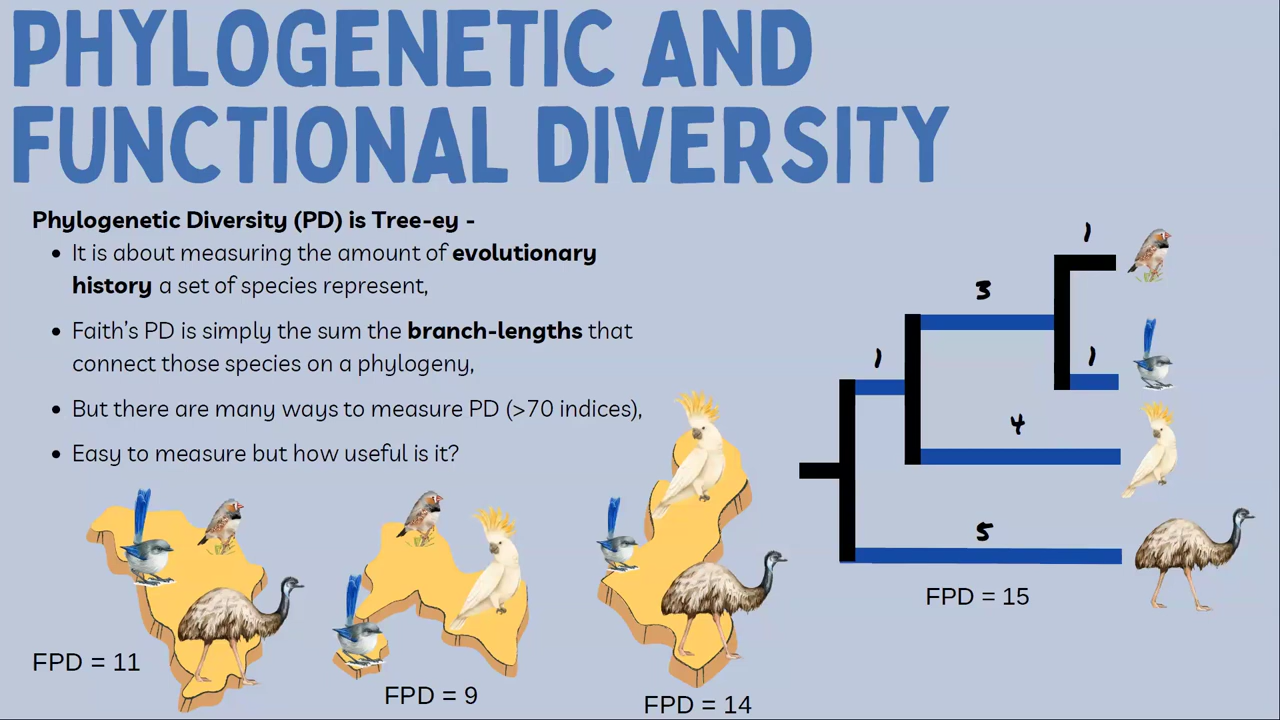 PHYLOGENETIC AND
FUNCTIONAL DIVERSITY
Phylogenetic Diversity (PD) is Tree-ey -
• It is about measuring the amount of evolutionary
history a set of species represent,
• Faith's PD is simply the sum the branch-lengths that
connect those species on a phylogeny,
• But there are many ways to measure PD (>70 indices),
• Easy to measure but how useful is it?
FPD = 11
FPD = 9
FPD = 14
1
3
1
1
4
5
FPD = 15